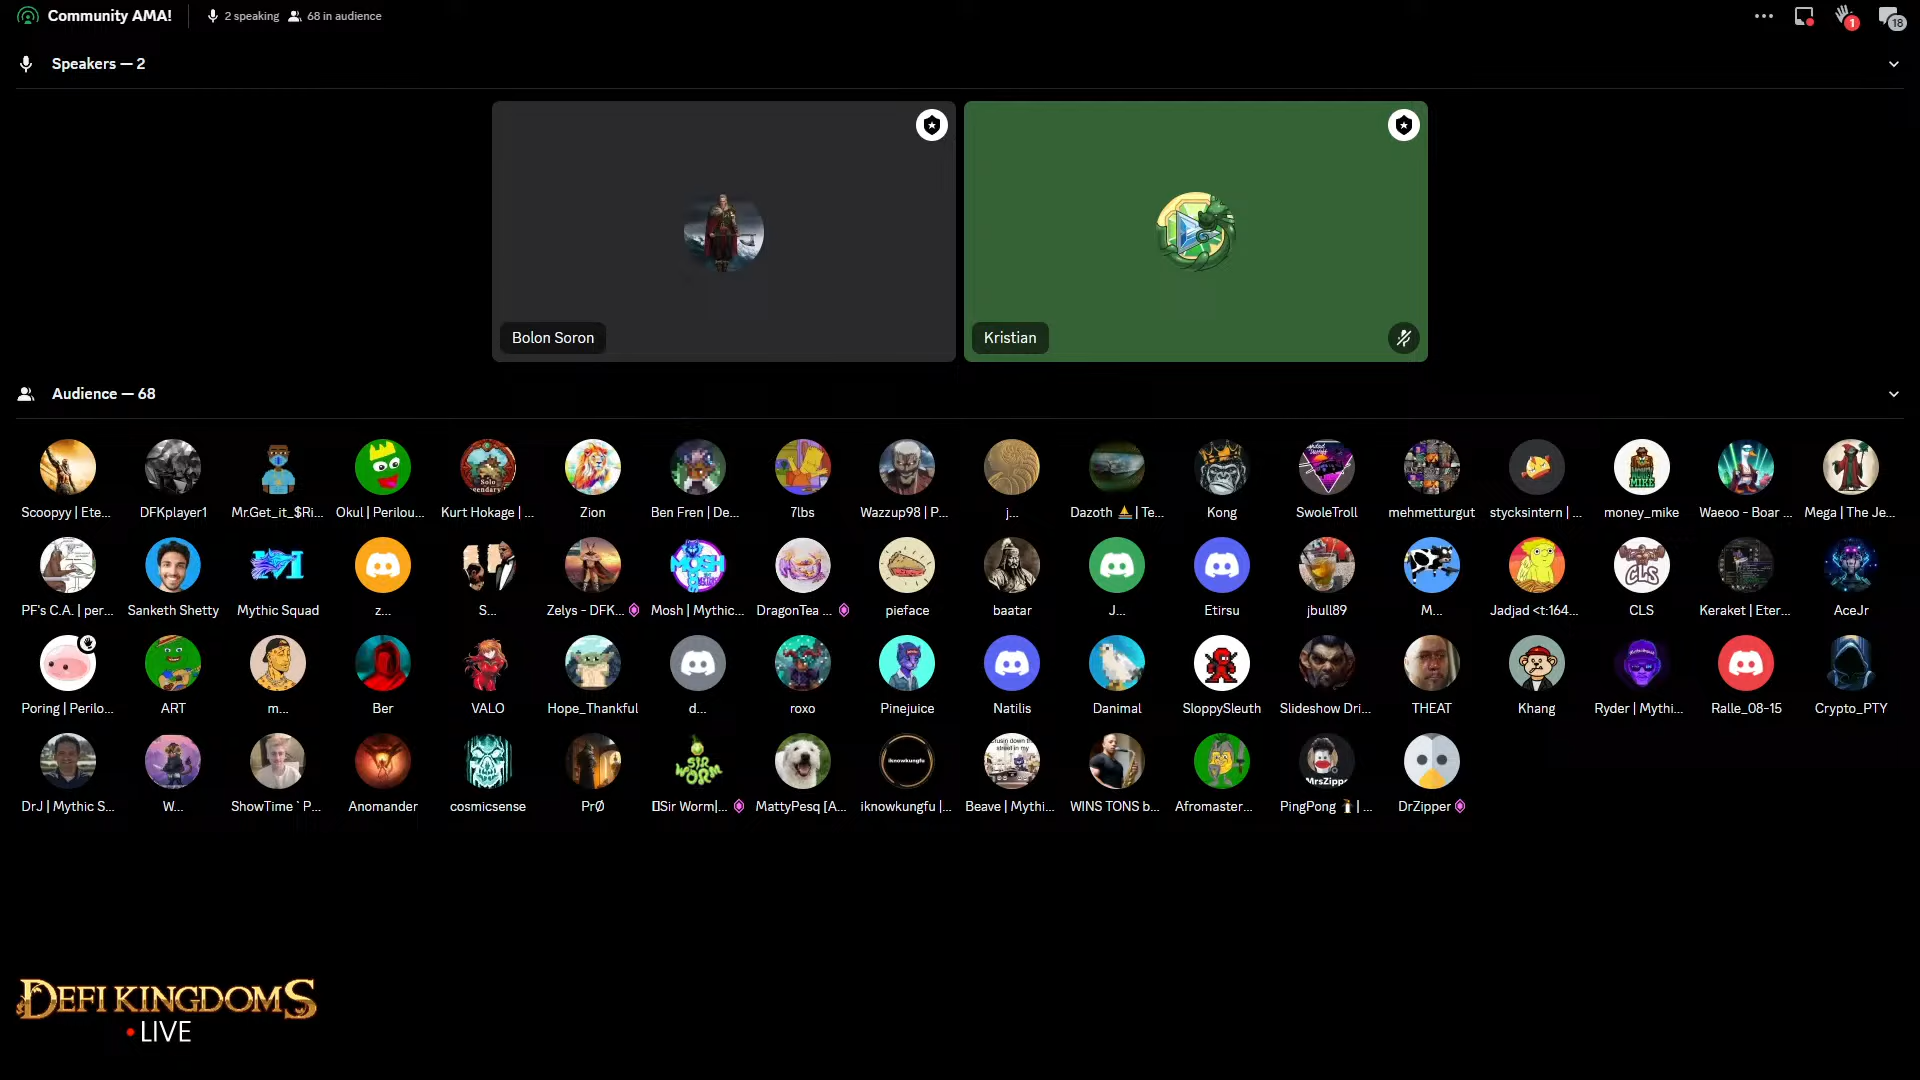 Community AMA! 2 speaking 68 in audience 1 18
Speakers — 2
Bolon Soron Kristian
Audience — 68
Scoopyy | Ete... DFKplayer1 Mr.Get_it_$Ri... Okul | Perilou... Kurt Hokage | ... Zion Ben Fren | De... 7lbs Wazzup98 | P... j... Dazoth ⛵ | Te... Kong SwoleTroll mehmetturgut stycksintern | ... money_mike Waeoo - Boar ... Mega | The Je...
PF's C.A. | per... Sanketh Shetty Mythic Squad z... S... Zelys - DFK... Mosh | Mythic... DragonTea ... pieface baatar J... Etirsu jbull89 M... Jadjad <t:164... CLS Keraket | Eter... AceJr
Poring | Perilo... ART m... Ber VALO Hope_Thankful d... roxo Pinejuice Natilis Danimal SloppySleuth Slideshow Dri... THEAT Khang Ryder | Mythi... Ralle_08-15 Crypto_PTY
DrJ | Mythic S... W... ShowTime ` P... Anomander cosmicsense PrØ Sir Worm|... MattyPesq [A... iknowkungfu |... Beave | Mythi... WINS TONS b... Afromaster... PingPong | ... DrZipper
DEFI KINGDOMS
LIVE